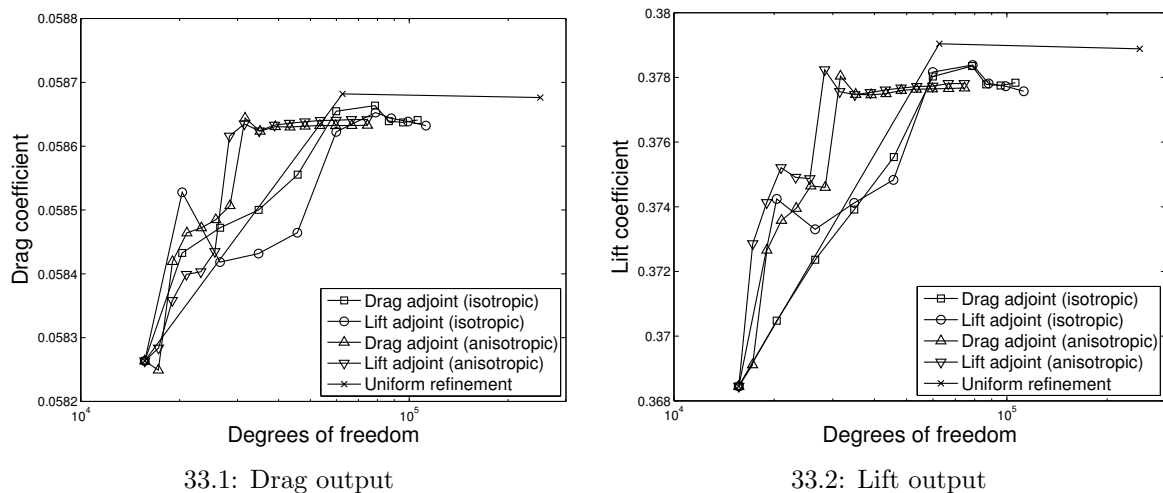 0.0588
0.0587
0.0586
0.0585
0.0584
0.0583
0.0582
Drag coefficient
10^4
10^5
Degrees of freedom
Drag adjoint (isotropic)
Lift adjoint (isotropic)
Drag adjoint (anisotropic)
Lift adjoint (anisotropic)
Uniform refinement
33.1: Drag output
0.38
0.378
0.376
0.374
0.372
0.37
0.368
Lift coefficient
10^4
10^5
Degrees of freedom
Drag adjoint (isotropic)
Lift adjoint (isotropic)
Drag adjoint (anisotropic)
Lift adjoint (anisotropic)
Uniform refinement
33.2: Lift output